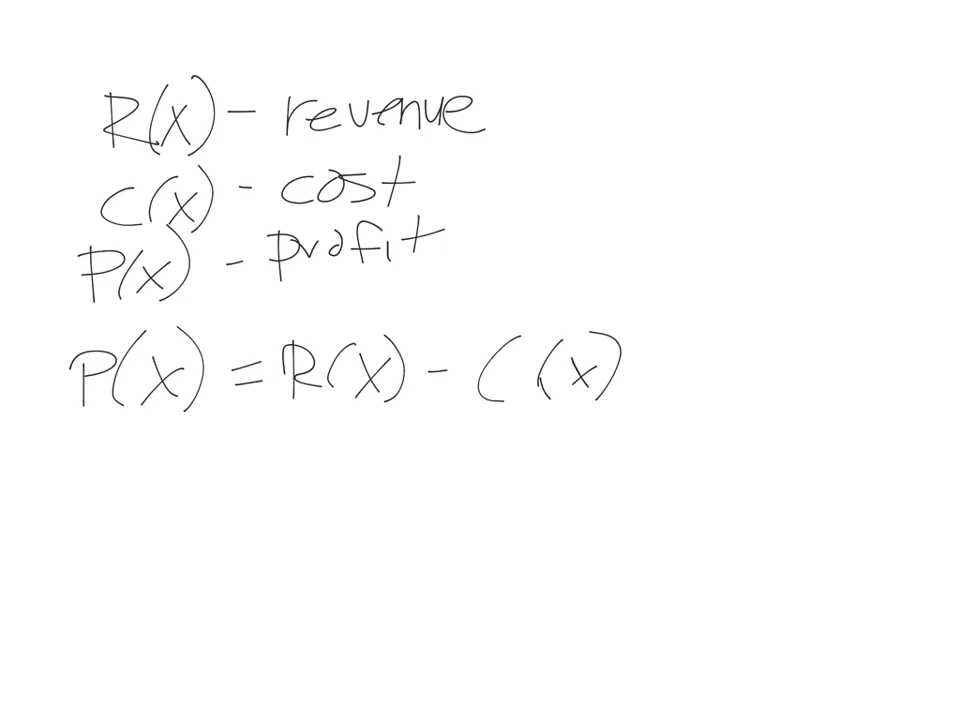 R(x) - revenue
C(x) - cost
P(x) - profit
P(x) = R(x) - C(x)